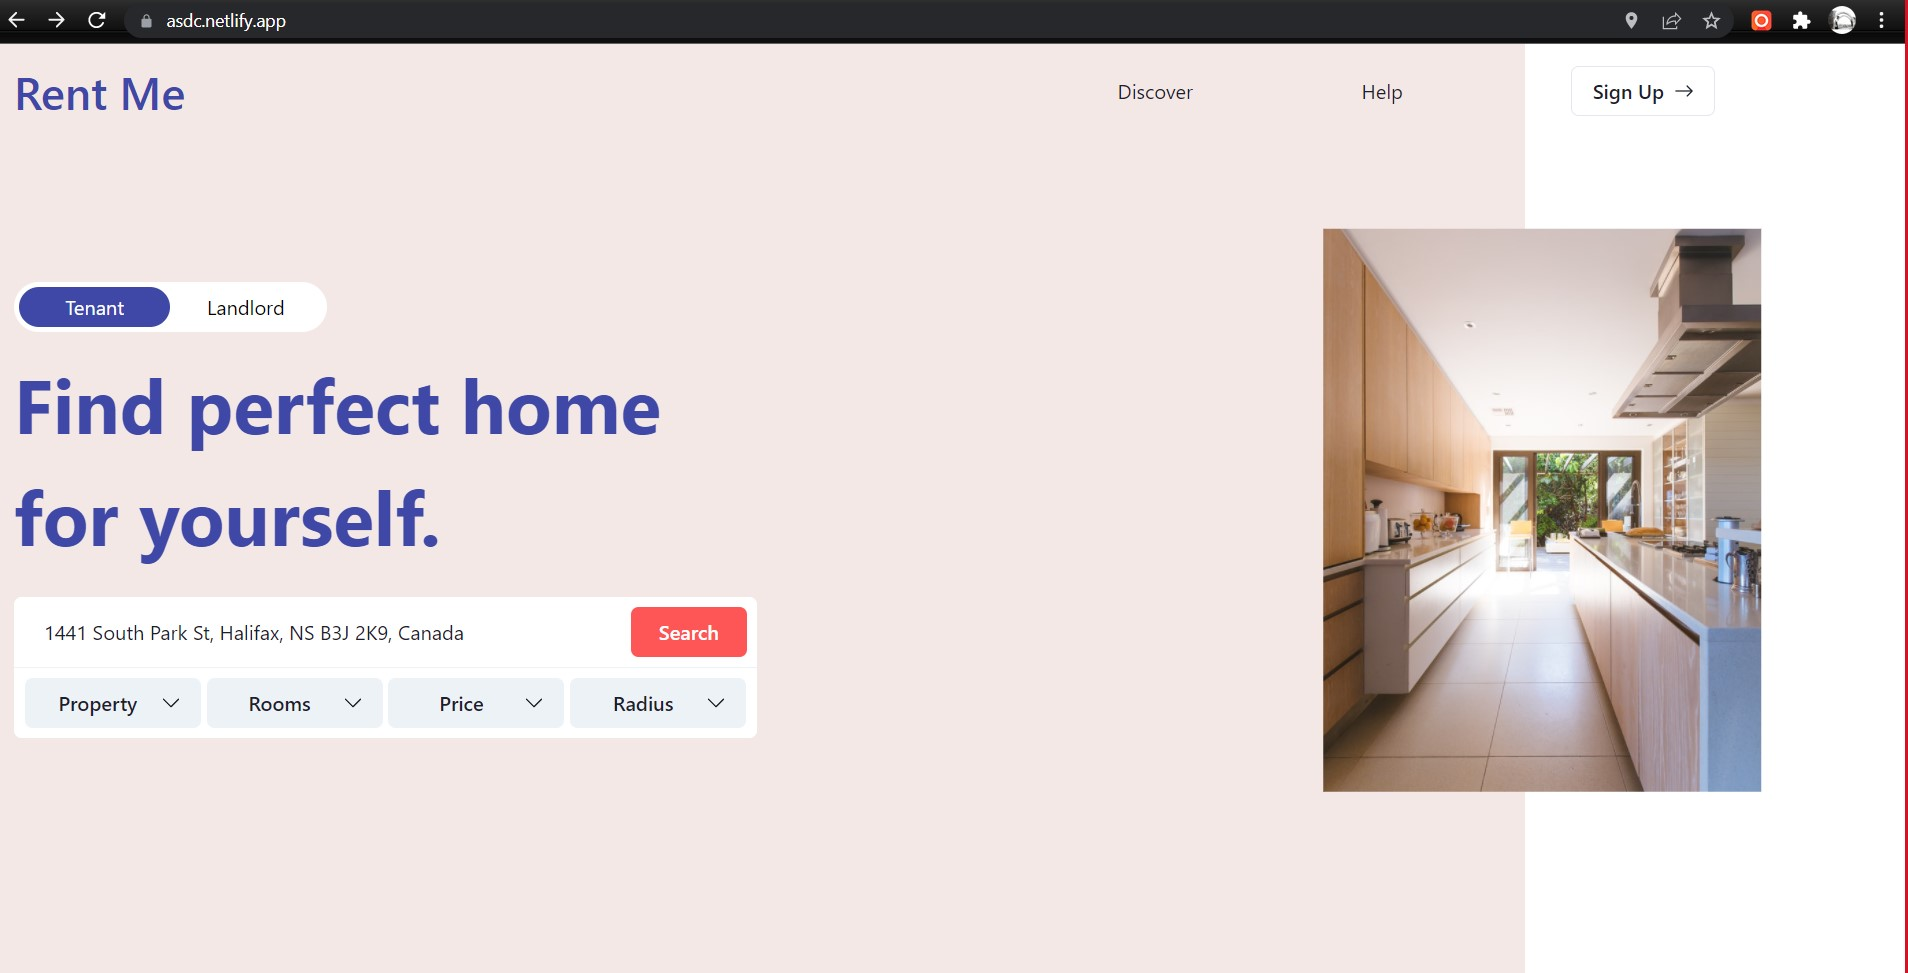 asdc.netlify.app
Rent Me
Discover
Help
Sign Up
Tenant
Landlord
Find perfect home
for yourself.
1441 South Park St, Halifax, NS B3J 2K9, Canada
Search
Property
Rooms
Price
Radius